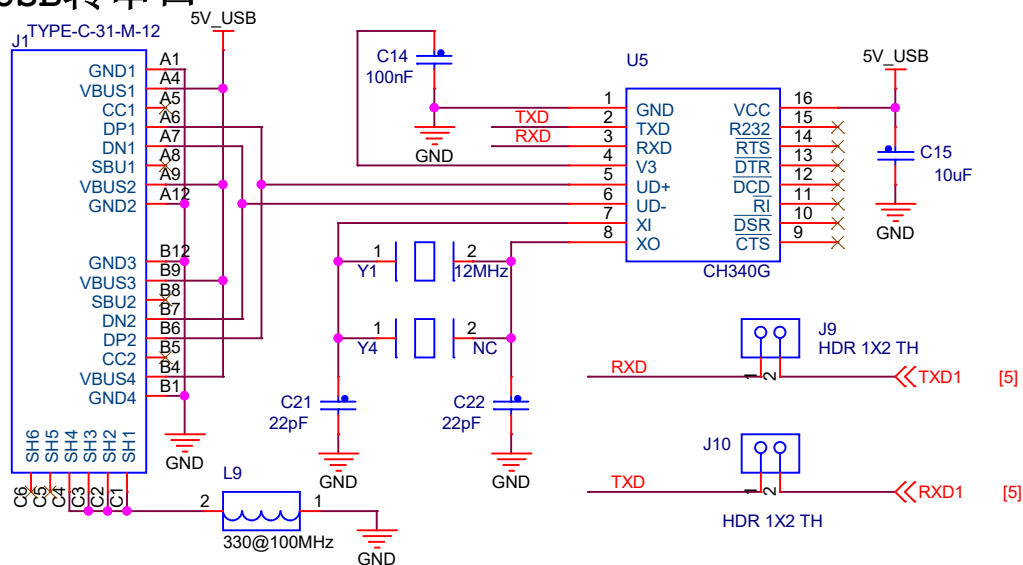 USB转串口
J1
TYPE-C-31-M-12
5V_USB
GND1 A1
VBUS1 A4
CC1 A5
DP1 A6
DN1 A7
SBU1 A8
VBUS2 A9
GND2 A12
GND3 B12
VBUS3 B9
SBU2 B8
DN2 B7
DP2 B6
CC2 B5
VBUS4 B4
GND4 B1
SH6 SH5 SH4 SH3 SH2 SH1
C6 C5 C4 C3 C2 C1
GND
L9
2 1
330@100MHz
GND
C14
100nF
GND
U5
1 GND VCC 16
TXD 2 TXD R232 15
RXD 3 RXD RTS 14
4 V3 DTR 13
5 UD+ DCD 12
6 UD- RI 11
7 XI DSR 10
8 XO CTS 9
CH340G
5V_USB
C15
10uF
GND
1 2
Y1 12MHz
1 2
Y4 NC
C21
22pF
GND
C22
22pF
GND
J9
HDR 1X2 TH
RXD 1 2 TXD1 [5]
J10
TXD 1 2 RXD1 [5]
HDR 1X2 TH